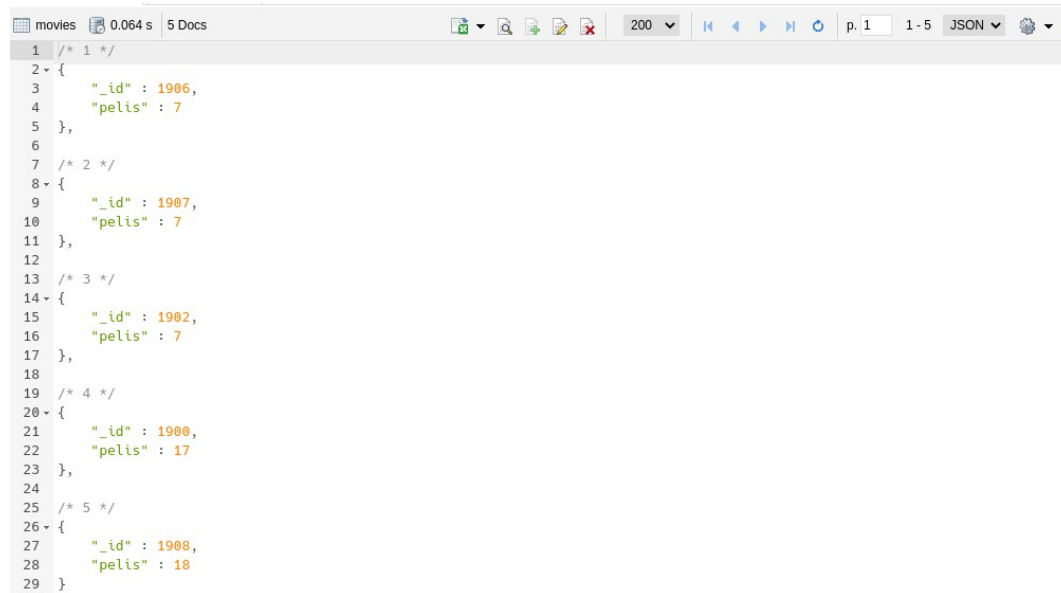 movies 0.064 s 5 Docs 200 p. 1 1 - 5 JSON
1 /* 1 */
2 {
3 "_id" : 1906,
4 "pelis" : 7
5 },
6
7 /* 2 */
8 {
9 "_id" : 1907,
10 "pelis" : 7
11 },
12
13 /* 3 */
14 {
15 "_id" : 1902,
16 "pelis" : 7
17 },
18
19 /* 4 */
20 {
21 "_id" : 1900,
22 "pelis" : 17
23 },
24
25 /* 5 */
26 {
27 "_id" : 1908,
28 "pelis" : 18
29 }